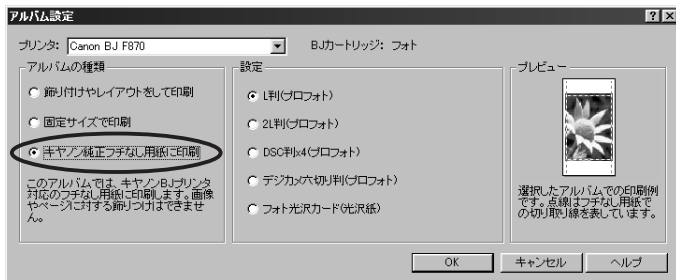 アルバム設定
プリンタ: Canon BJ F870
BJカートリッジ: フォト
アルバムの種類
飾り付けやレイアウトをして印刷
固定サイズで印刷
キヤノン純正フチなし用紙に印刷
このアルバムでは、キヤノンBJプリンタ
対応のフチなし用紙に印刷します。画像
やページに対する飾りつけはできませ
ん。
設定
L判(プロフォト)
2L判(プロフォト)
DSC判x4(プロフォト)
デジカメ六切り判(プロフォト)
フォト光沢カード(光沢紙)
プレビュー
選択したアルバムでの印刷例
です。点線はフチなし用紙で
の切り取り線を表しています。
OK
キャンセル
ヘルプ